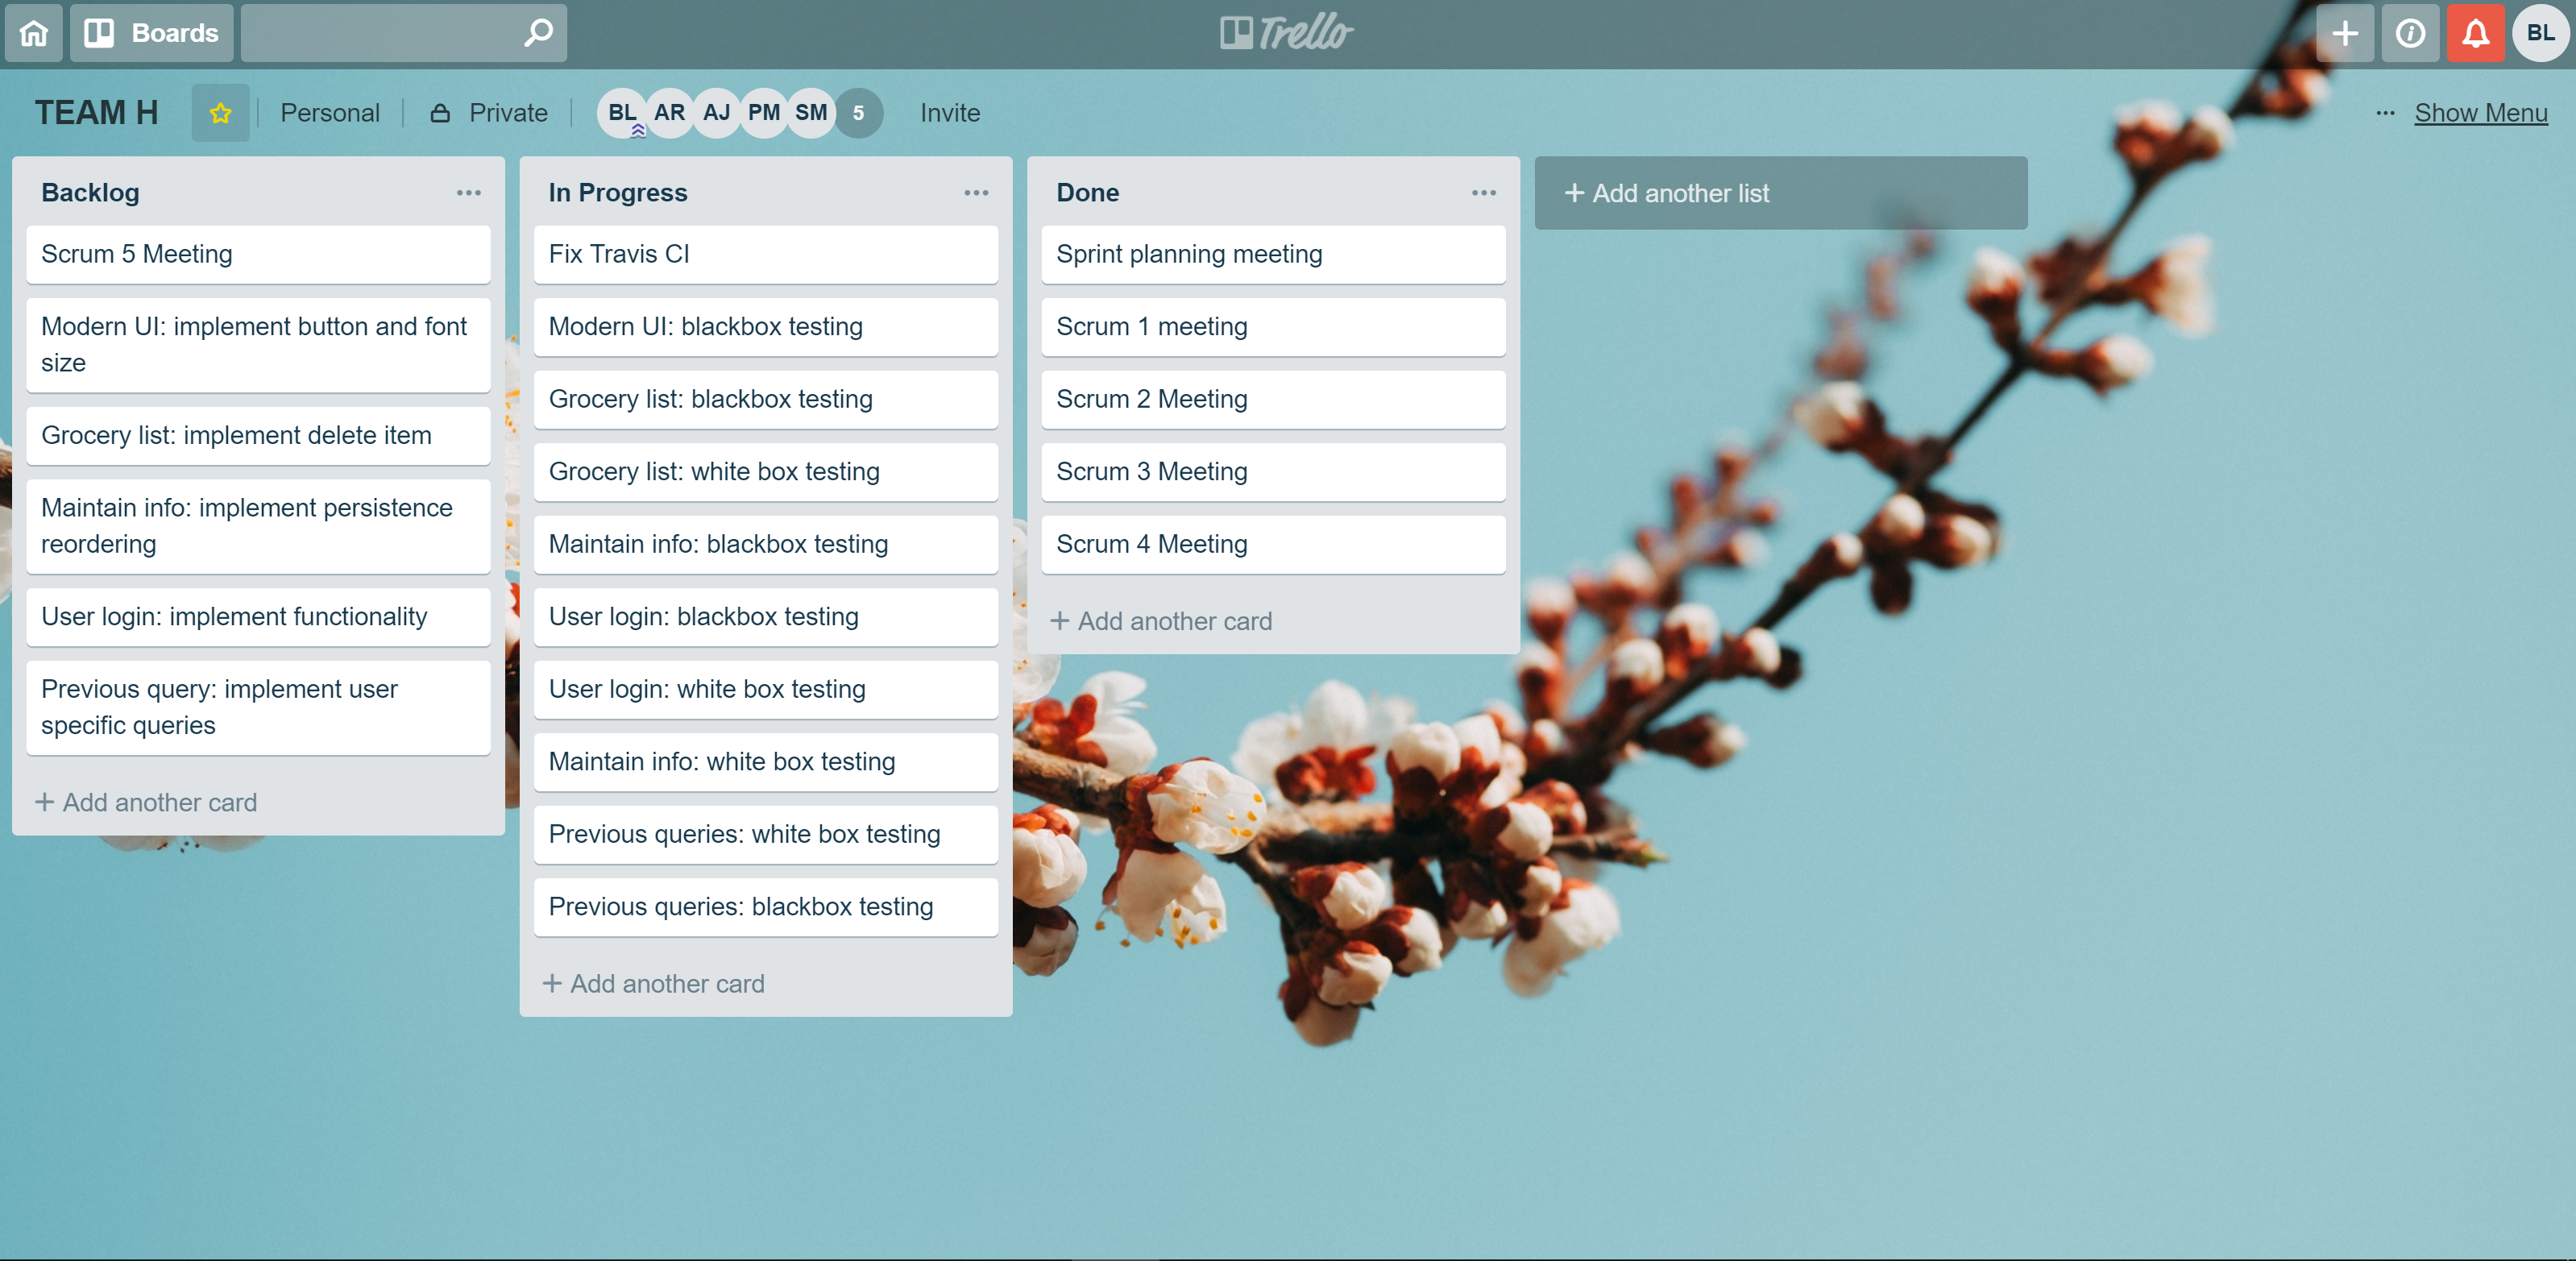 Boards
Trello
BL
TEAM H
Personal
Private
BL AR AJ PM SM 5
Invite
... Show Menu
Backlog
Scrum 5 Meeting
Modern UI: implement button and font
size
Grocery list: implement delete item
Maintain info: implement persistence
reordering
User login: implement functionality
Previous query: implement user
specific queries
+ Add another card
In Progress
Fix Travis CI
Modern UI: blackbox testing
Grocery list: blackbox testing
Grocery list: white box testing
Maintain info: blackbox testing
User login: blackbox testing
User login: white box testing
Maintain info: white box testing
Previous queries: white box testing
Previous queries: blackbox testing
+ Add another card
Done
Sprint planning meeting
Scrum 1 meeting
Scrum 2 Meeting
Scrum 3 Meeting
Scrum 4 Meeting
+ Add another card
+ Add another list